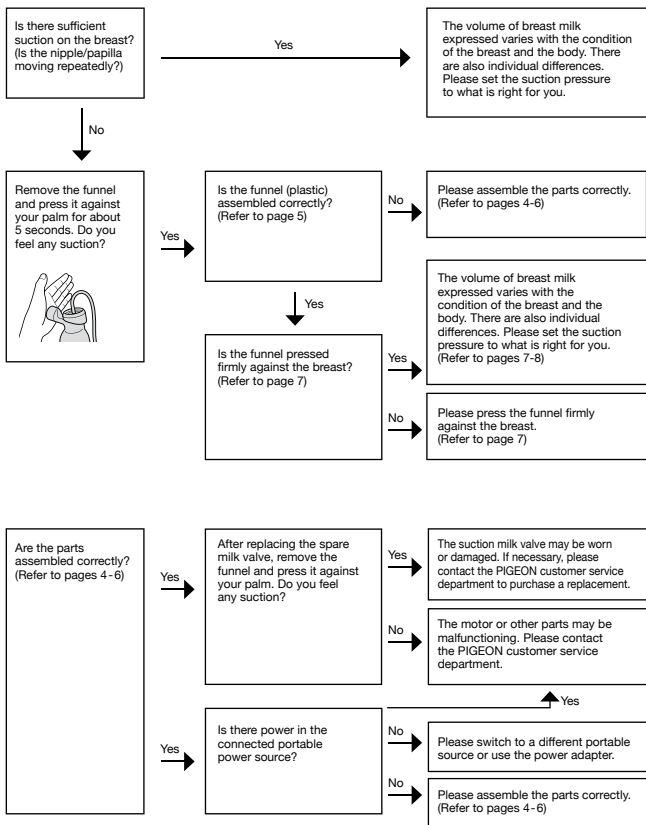 Is there sufficient
suction on the breast?
(Is the nipple/papilla
moving repeatedly?)
Yes
The volume of breast milk
expressed varies with the condition
of the breast and the body. There
are also individual differences.
Please set the suction pressure
to what is right for you.
No
Remove the funnel
and press it against
your palm for about
5 seconds. Do you
feel any suction?
Yes
Is the funnel (plastic)
assembled correctly?
(Refer to page 5)
No
Please assemble the parts correctly.
(Refer to pages 4-6)
Yes
Is the funnel pressed
firmly against the breast?
(Refer to page 7)
Yes
The volume of breast milk
expressed varies with the
condition of the breast and the
body. There are also individual
differences. Please set the suction
pressure to what is right for you.
(Refer to pages 7-8)
No
Please press the funnel firmly
against the breast.
(Refer to page 7)
Are the parts
assembled correctly?
(Refer to pages 4-6)
Yes
After replacing the spare
milk valve, remove the
funnel and press it against
your palm. Do you feel
any suction?
Yes
The suction milk valve may be worn
or damaged. If necessary, please
contact the PIGEON customer service
department to purchase a replacement.
No
The motor or other parts may be
malfunctioning. Please contact
the PIGEON customer service
department.
Yes
Yes
Is there power in the
connected portable
power source?
No
Please switch to a different portable
source or use the power adapter.
No
Please assemble the parts correctly.
(Refer to pages 4-6)